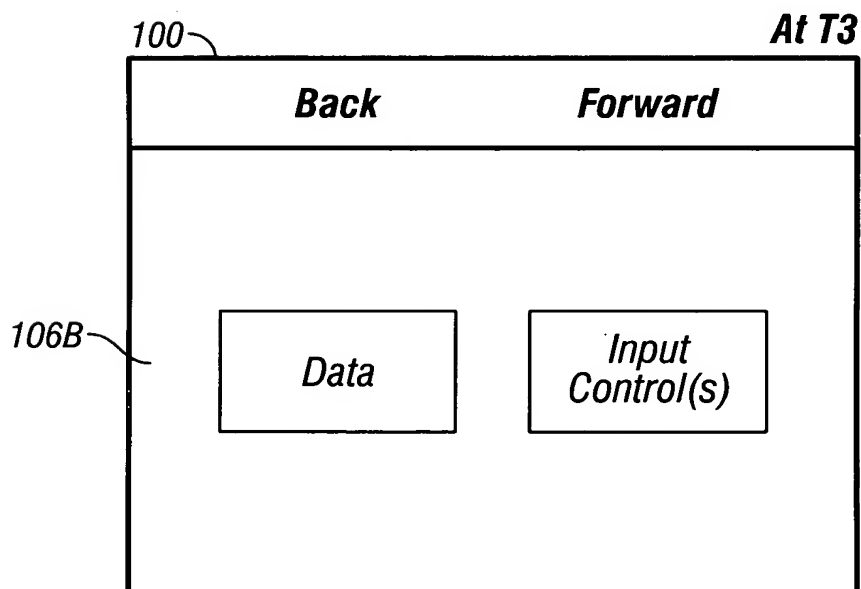 100
At T3
Back
Forward
106B
Data
Input
Control(s)